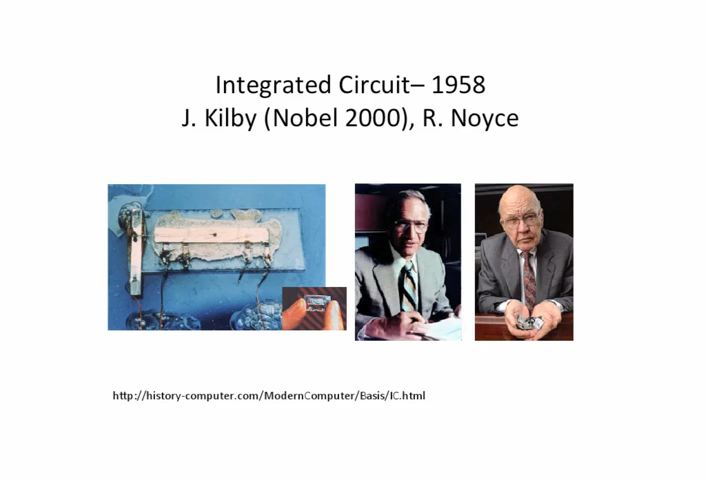 Integrated Circuit– 1958
J. Kilby (Nobel 2000), R. Noyce
http://history-computer.com/ModernComputer/Basis/IC.html